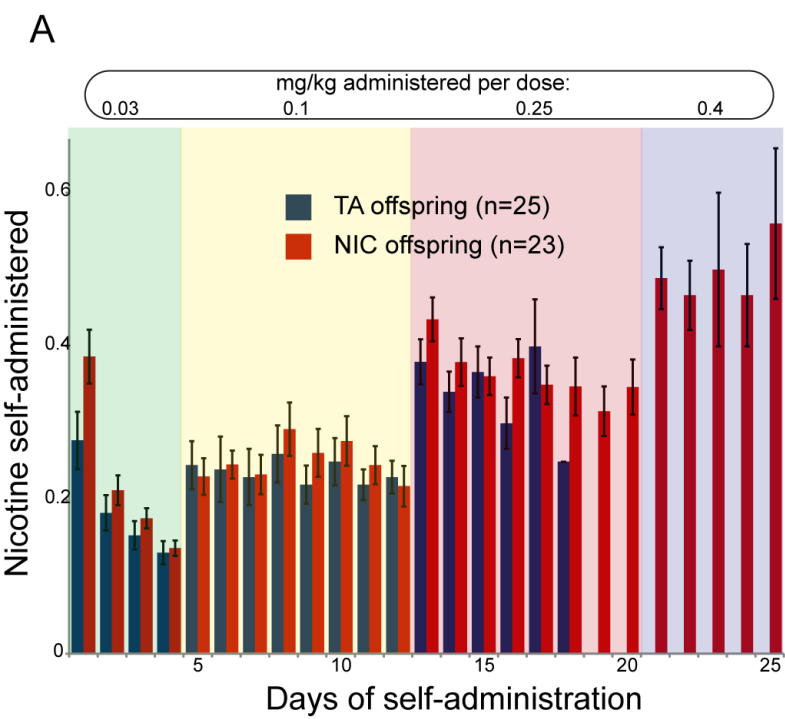 A
mg/kg administered per dose:
0.03 0.1 0.25 0.4
0.6
TA offspring (n=25)
NIC offspring (n=23)
0.4
0.2
0
Nicotine self-administered
5 10 15 20 25
Days of self-administration